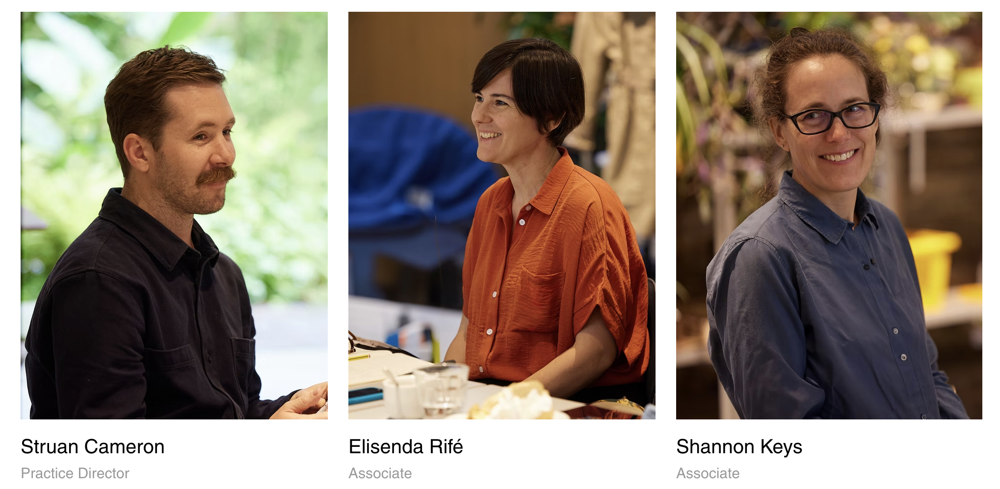 Struan Cameron
Practice Director
Elisenda Rifé
Associate
Shannon Keys
Associate